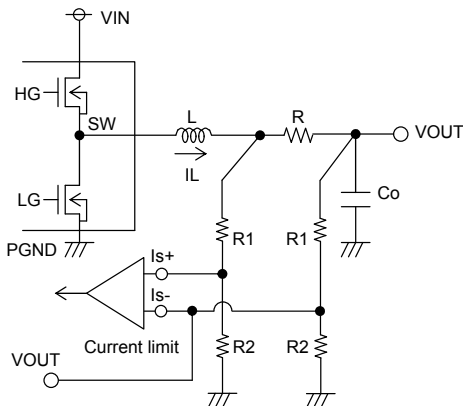 VIN
HG
SW
L
R
VOUT
IL
LG
Co
PGND
R1
R1
Is+
Is-
Current limit
R2
R2
VOUT